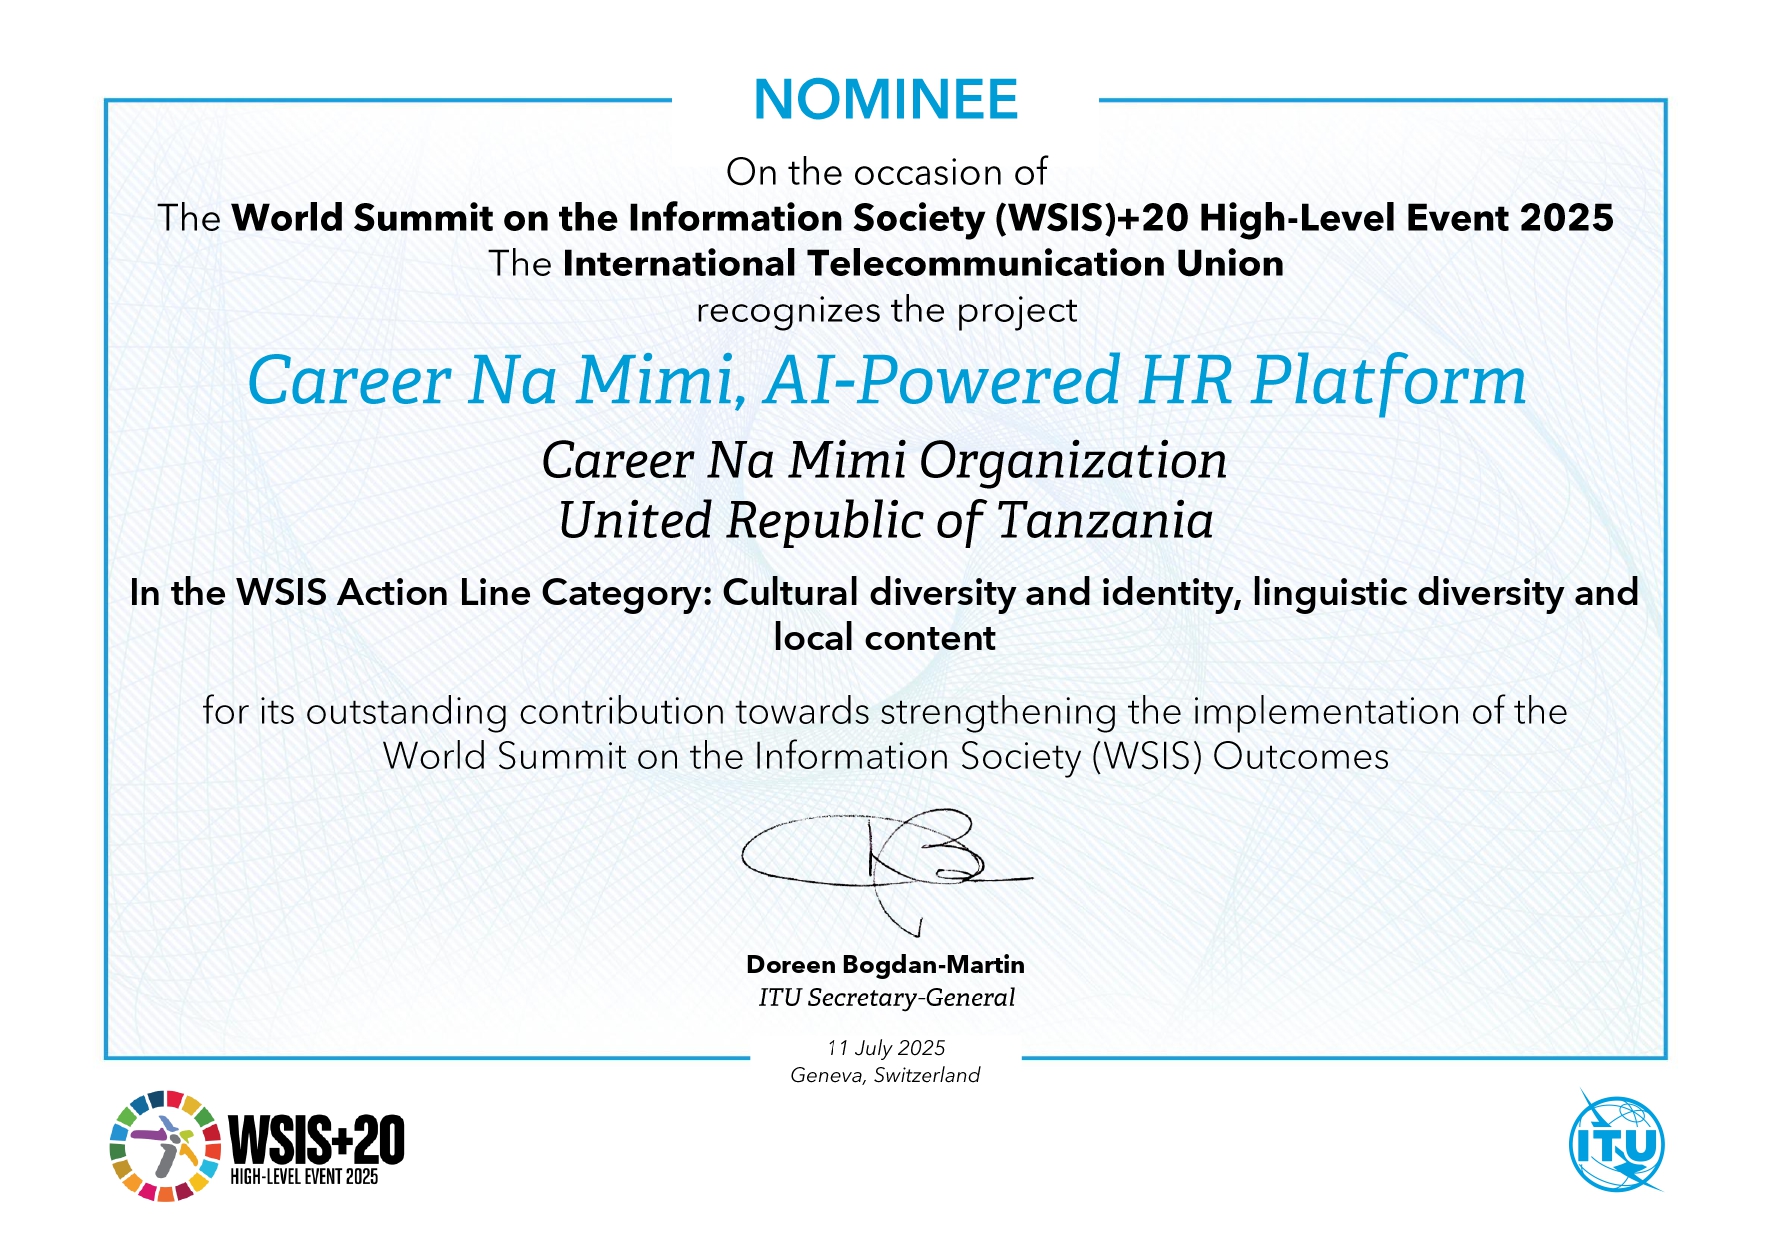 NOMINEE
On the occasion of
The World Summit on the Information Society (WSIS)+20 High-Level Event 2025
The International Telecommunication Union
recognizes the project
Career Na Mimi, AI-Powered HR Platform
Career Na Mimi Organization
United Republic of Tanzania
In the WSIS Action Line Category: Cultural diversity and identity, linguistic diversity and
local content
for its outstanding contribution towards strengthening the implementation of the
World Summit on the Information Society (WSIS) Outcomes
Doreen Bogdan-Martin
ITU Secretary-General
11 July 2025
Geneva, Switzerland
WSIS+20
HIGH-LEVEL EVENT 2025
ITU